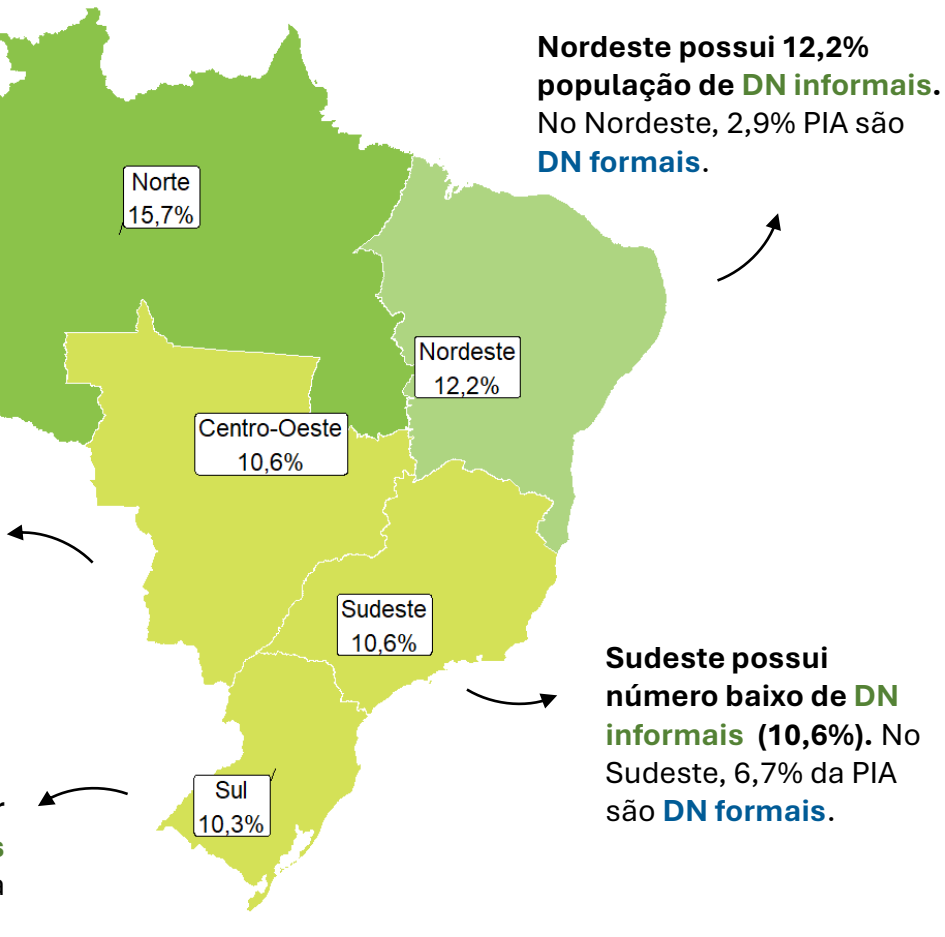 Nordeste possui 12,2%
população de DN informais.
No Nordeste, 2,9% PIA são
DN formais.
Norte
15,7%
Nordeste
12,2%
Centro-Oeste
10,6%
Sudeste
10,6%
Sudeste possui
número baixo de DN
informais (10,6%). No
Sudeste, 6,7% da PIA
são DN formais.
Sul
10,3%